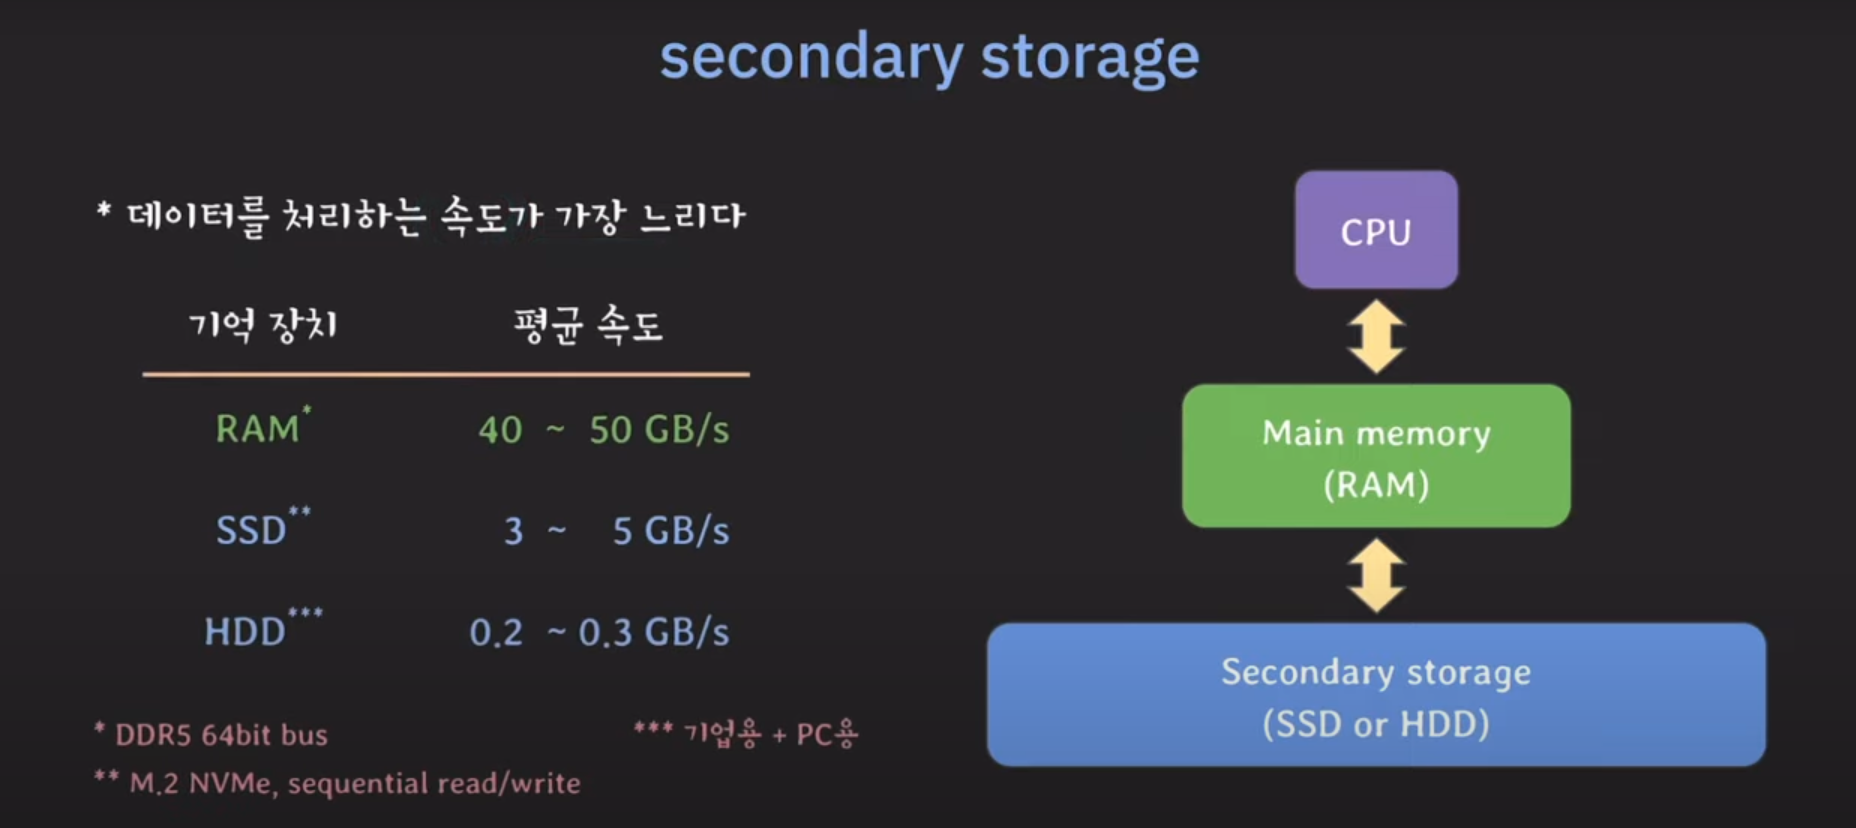 secondary storage
* 데이터를 처리하는 속도가 가장 느리다
기억 장치 평균 속도
RAM* 40 ~ 50 GB/s
SSD** 3 ~ 5 GB/s
HDD*** 0.2 ~ 0.3 GB/s
* DDR5 64bit bus *** 기업용 + PC용
** M.2 NVMe, sequential read/write
CPU
Main memory
(RAM)
Secondary storage
(SSD or HDD)